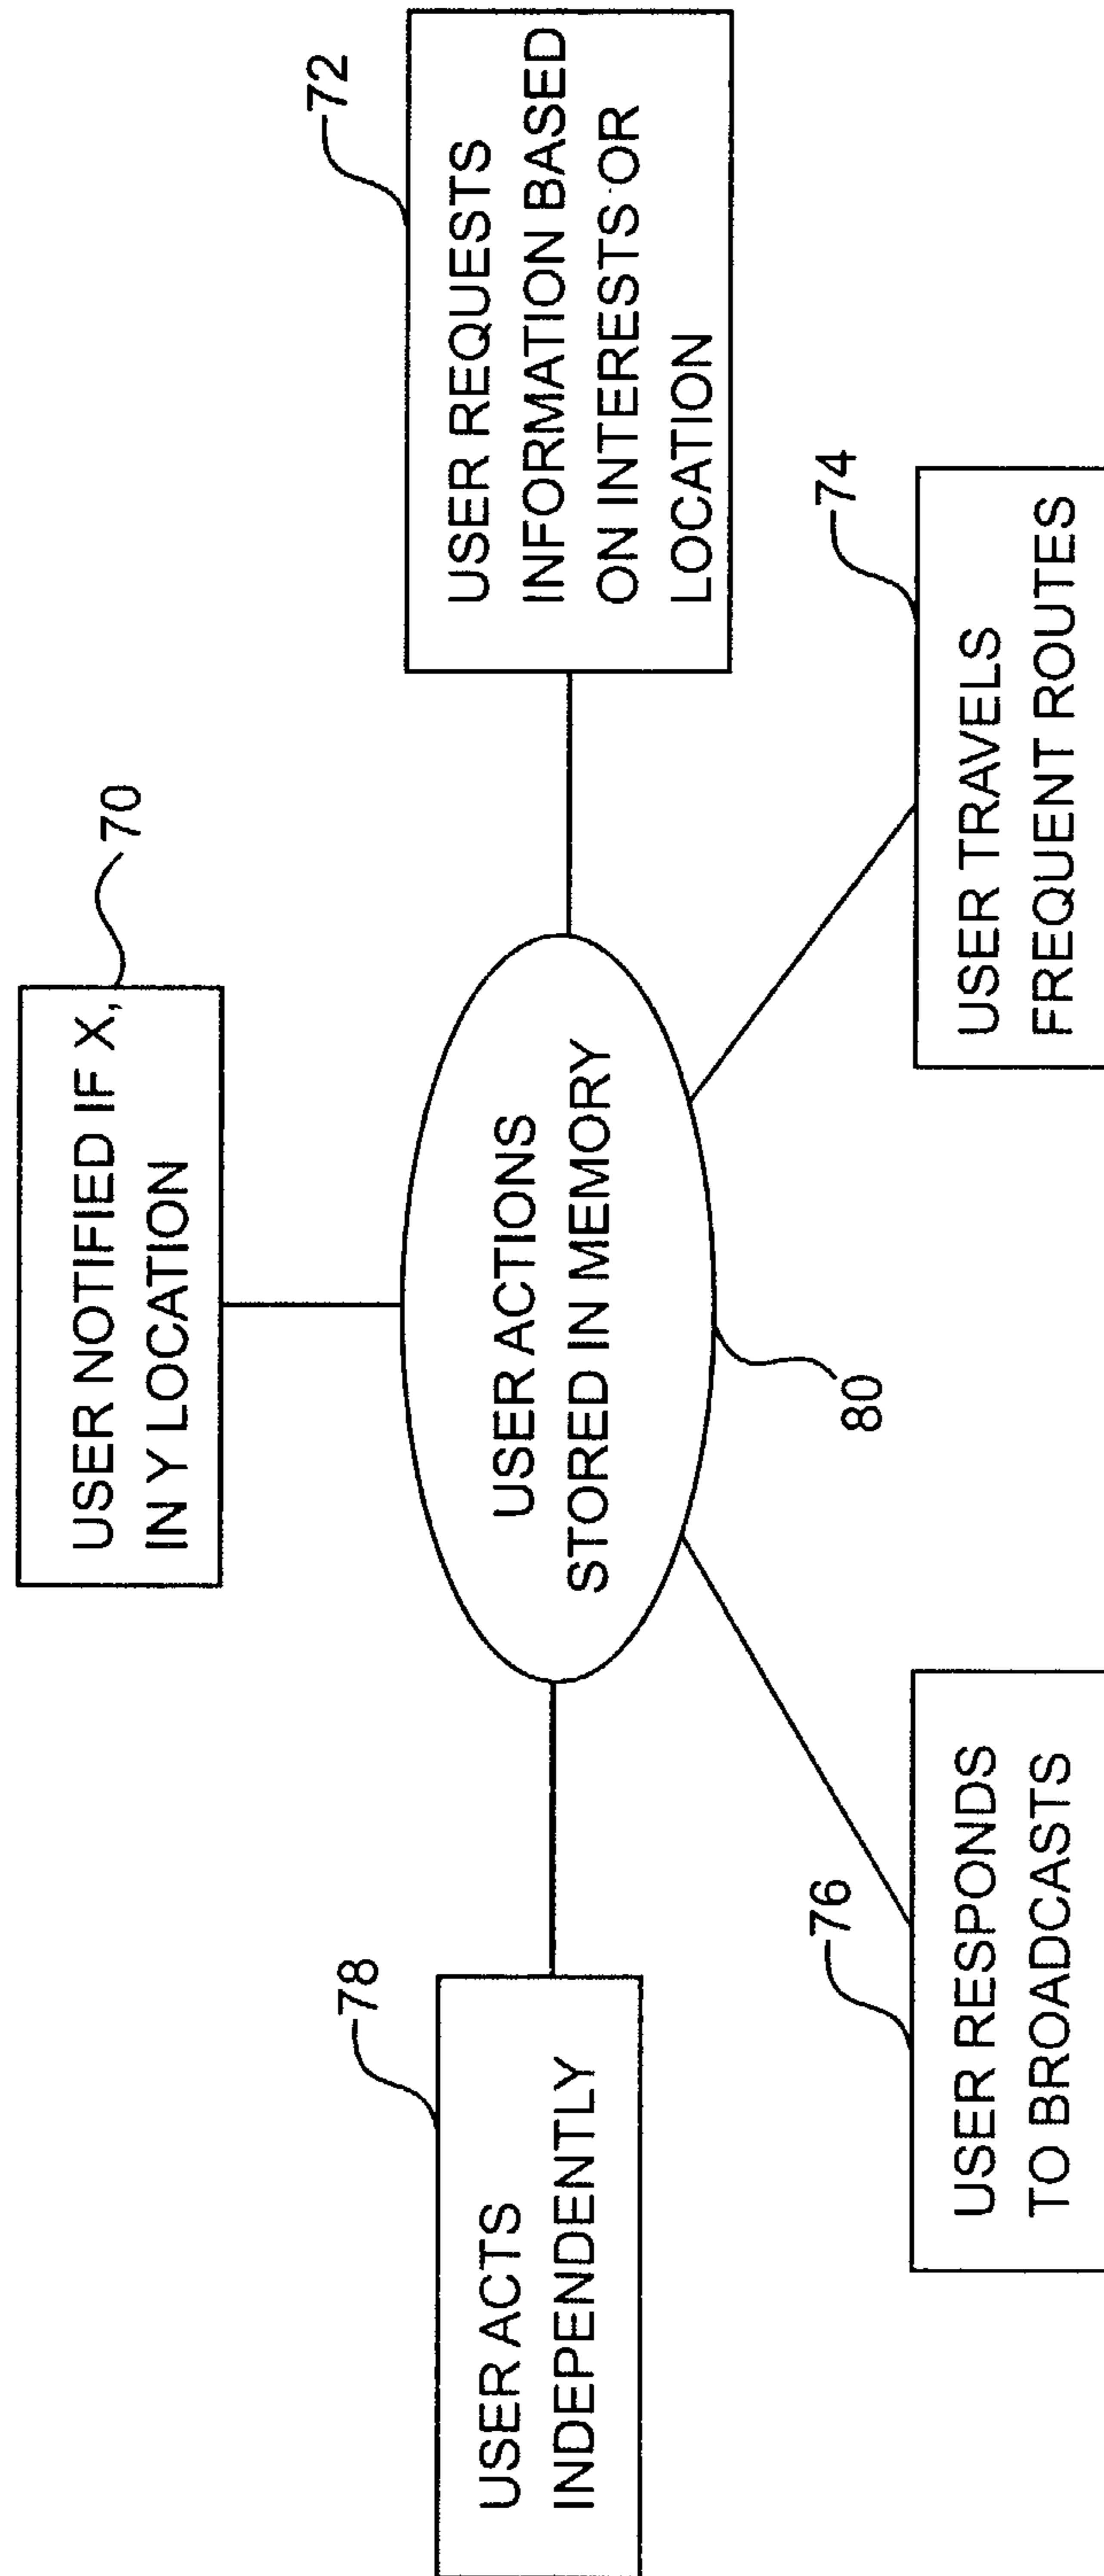 USER NOTIFIED IF X,
IN Y LOCATION
70
72
USER REQUESTS
INFORMATION BASED
ON INTERESTS OR
LOCATION
78
USER ACTS
INDEPENDENTLY
USER ACTIONS
STORED IN MEMORY
80
76
USER RESPONDS
TO BROADCASTS
74
USER TRAVELS
FREQUENT ROUTES